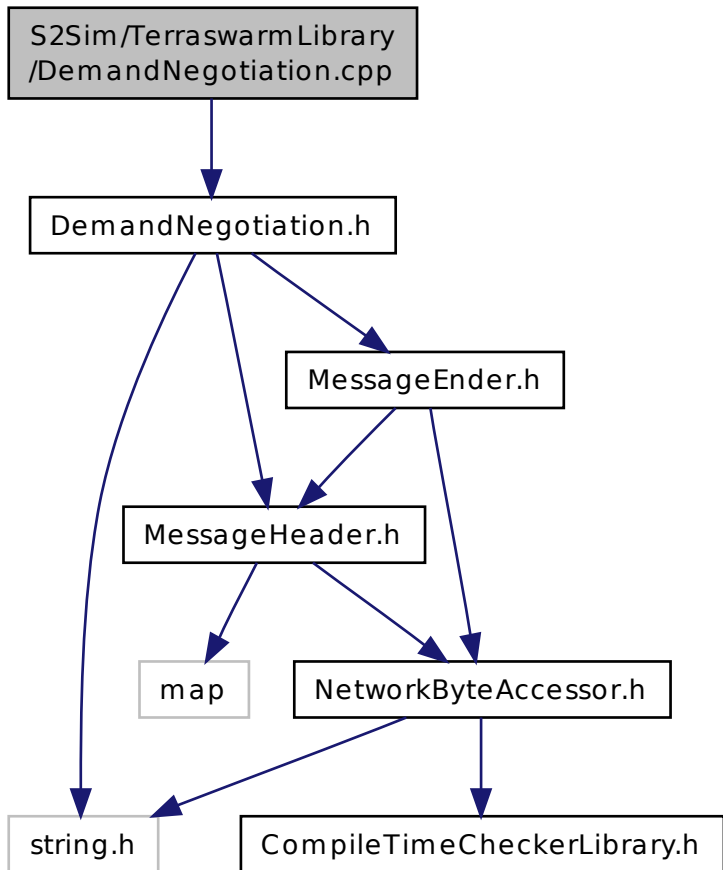 S2Sim/TerraswarmLibrary
/DemandNegotiation.cpp
DemandNegotiation.h
MessageEnder.h
MessageHeader.h
map
NetworkByteAccessor.h
string.h
CompileTimeCheckerLibrary.h